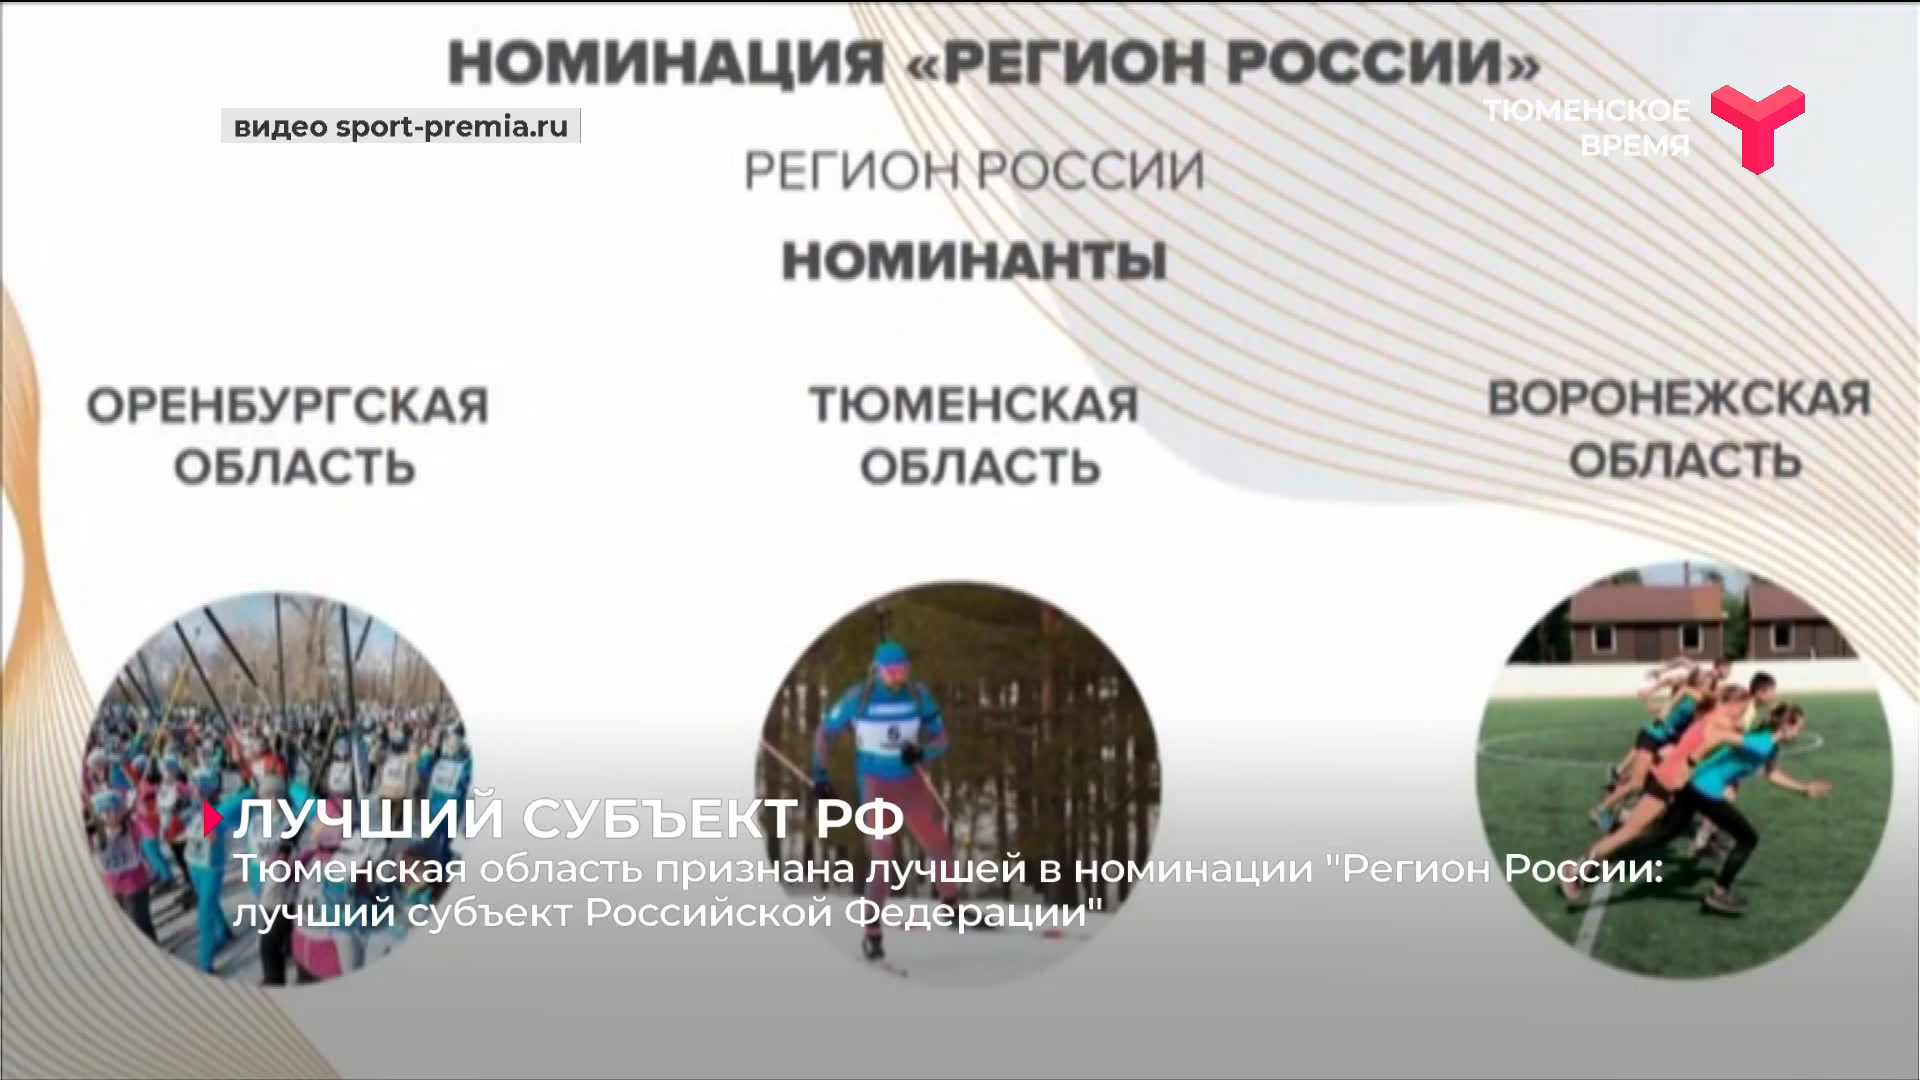 НОМИНАЦИЯ «РЕГИОН РОССИИ»
видео sport-premia.ru
ТЮМЕНСКОЕ
ВРЕМЯ
РЕГИОН РОССИИ
НОМИНАНТЫ
ОРЕНБУРГСКАЯ
ОБЛАСТЬ
ТЮМЕНСКАЯ
ОБЛАСТЬ
ВОРОНЕЖСКАЯ
ОБЛАСТЬ
ЛУЧШИЙ СУБЪЕКТ РФ
Тюменская область признана лучшей в номинации "Регион России:
лучший субъект Российской Федерации"